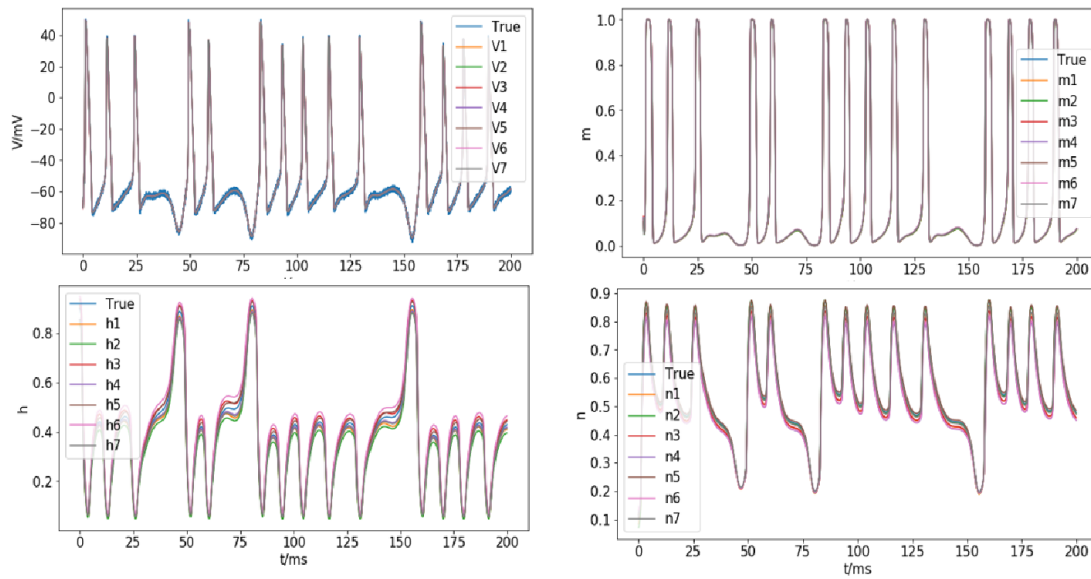 V/mV
40
20
0
−20
−40
−60
−80
0
25
50
75
100
125
150
175
200
True
V1
V2
V3
V4
V5
V6
V7
m
1.0
0.8
0.6
0.4
0.2
0.0
0
25
50
75
100
125
150
175
200
True
m1
m2
m3
m4
m5
m6
m7
h
0.8
0.6
0.4
0.2
0
25
50
75
100
125
150
175
200
t/ms
True
h1
h2
h3
h4
h5
h6
h7
n
0.9
0.8
0.7
0.6
0.5
0.4
0.3
0.2
0.1
0
25
50
75
100
125
150
175
200
t/ms
True
n1
n2
n3
n4
n5
n6
n7